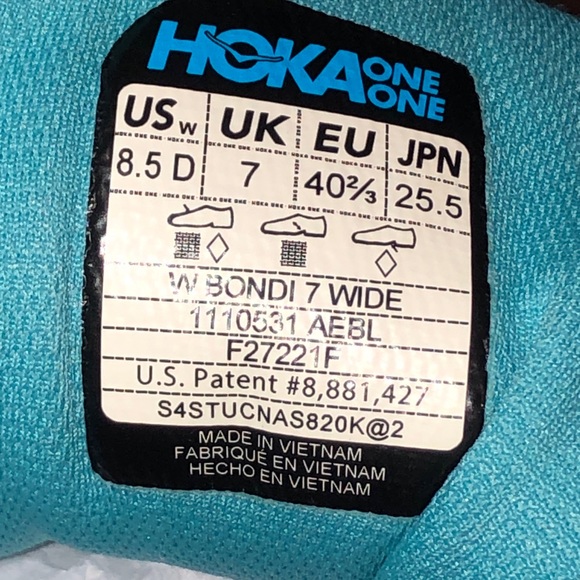 HOKA ONE ONE
US w UK EU JPN
8.5 D 7 40⅔ 25.5
W BONDI 7 WIDE
1110531 AEBL
F27221F
U.S. Patent #8,881,427
S4STUCNAS820K@2
MADE IN VIETNAM
FABRIQUÉ EN VIETNAM
HECHO EN VIETNAM